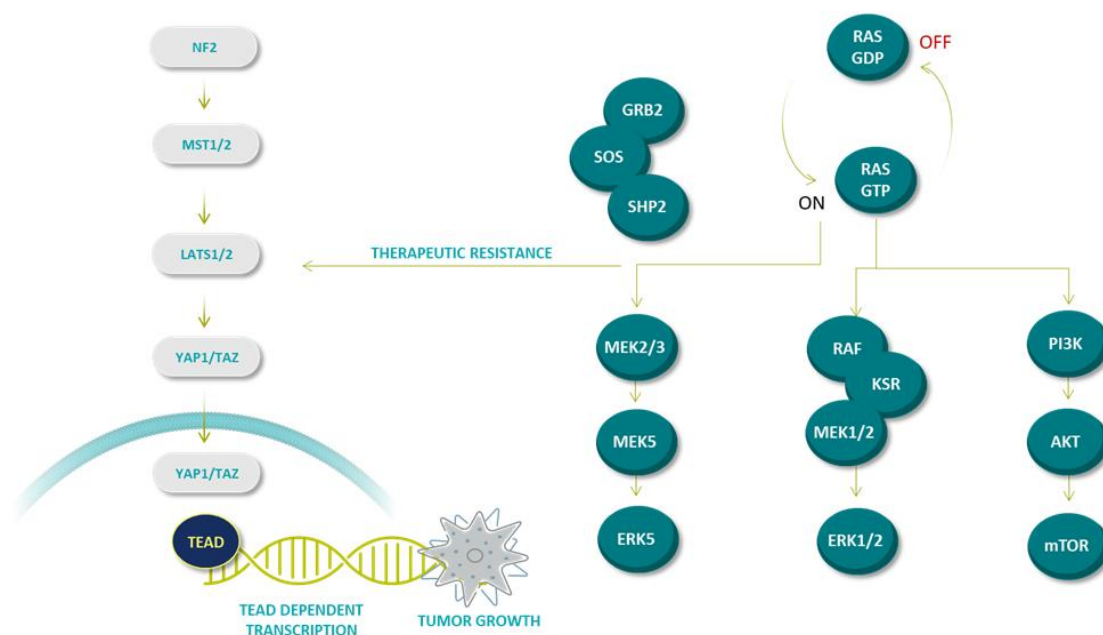 NF2
MST1/2
LATS1/2
YAP1/TAZ
YAP1/TAZ
TEAD
TEAD DEPENDENT
TRANSCRIPTION
TUMOR GROWTH
THERAPEUTIC RESISTANCE
GRB2
SOS
SHP2
RAS
GDP
OFF
RAS
GTP
ON
MEK2/3
MEK5
ERK5
RAF
KSR
MEK1/2
ERK1/2
PI3K
AKT
mTOR